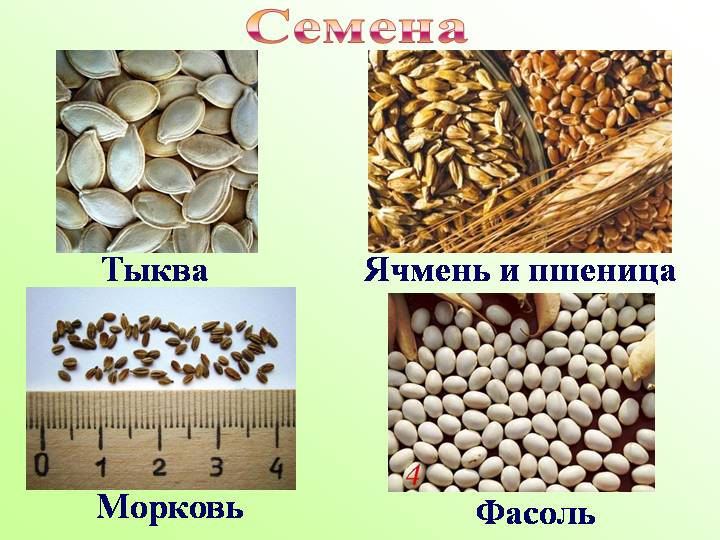 Семена
Тыква
Ячмень и пшеница
0 1 2 3 4
Морковь
4
Фасоль